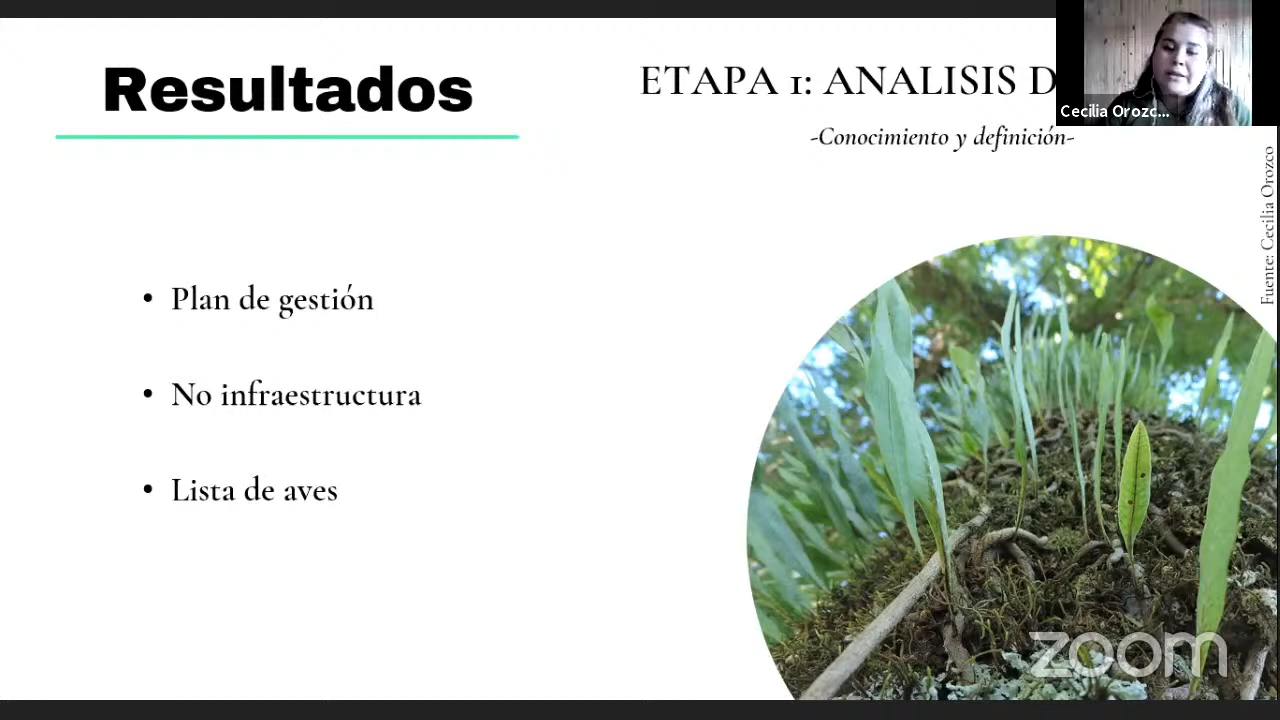 Resultados
ETAPA 1: ANALISIS D
Cecilia Orozc...
-Conocimiento y definición-
Fuente: Cecilia Orozco
• Plan de gestión
• No infraestructura
• Lista de aves
zoom